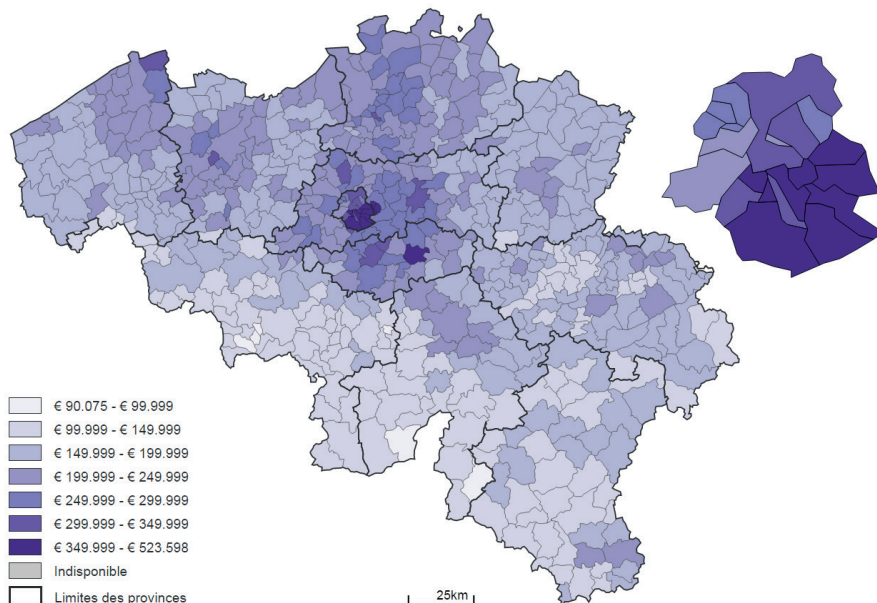 € 90.075 - € 99.999
€ 99.999 - € 149.999
€ 149.999 - € 199.999
€ 199.999 - € 249.999
€ 249.999 - € 299.999
€ 299.999 - € 349.999
€ 349.999 - € 523.598
Indisponible
Limites des provinces
25km